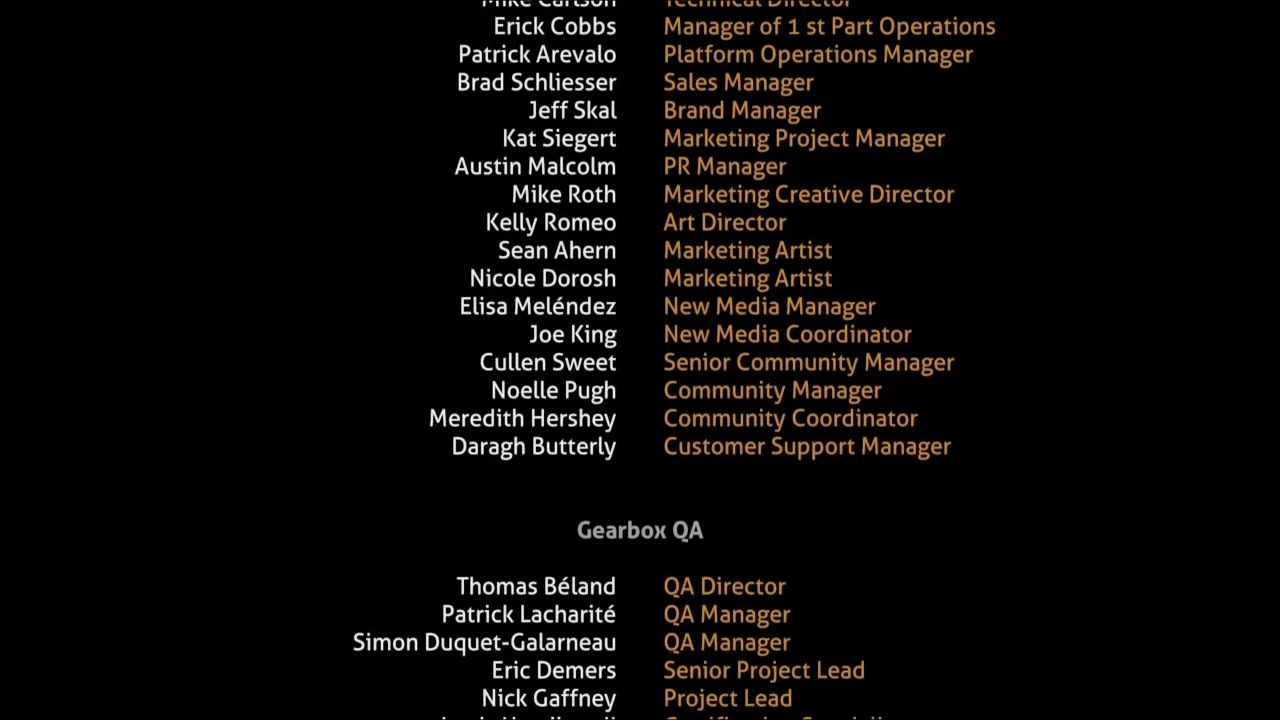 Mike Carlson Technical Director
Erick Cobbs Manager of 1 st Part Operations
Patrick Arevalo Platform Operations Manager
Brad Schliesser Sales Manager
Jeff Skal Brand Manager
Kat Siegert Marketing Project Manager
Austin Malcolm PR Manager
Mike Roth Marketing Creative Director
Kelly Romeo Art Director
Sean Ahern Marketing Artist
Nicole Dorosh Marketing Artist
Elisa Meléndez New Media Manager
Joe King New Media Coordinator
Cullen Sweet Senior Community Manager
Noelle Pugh Community Manager
Meredith Hershey Community Coordinator
Daragh Butterly Customer Support Manager
Gearbox QA
Thomas Béland QA Director
Patrick Lacharité QA Manager
Simon Duquet-Galarneau QA Manager
Eric Demers Senior Project Lead
Nick Gaffney Project Lead